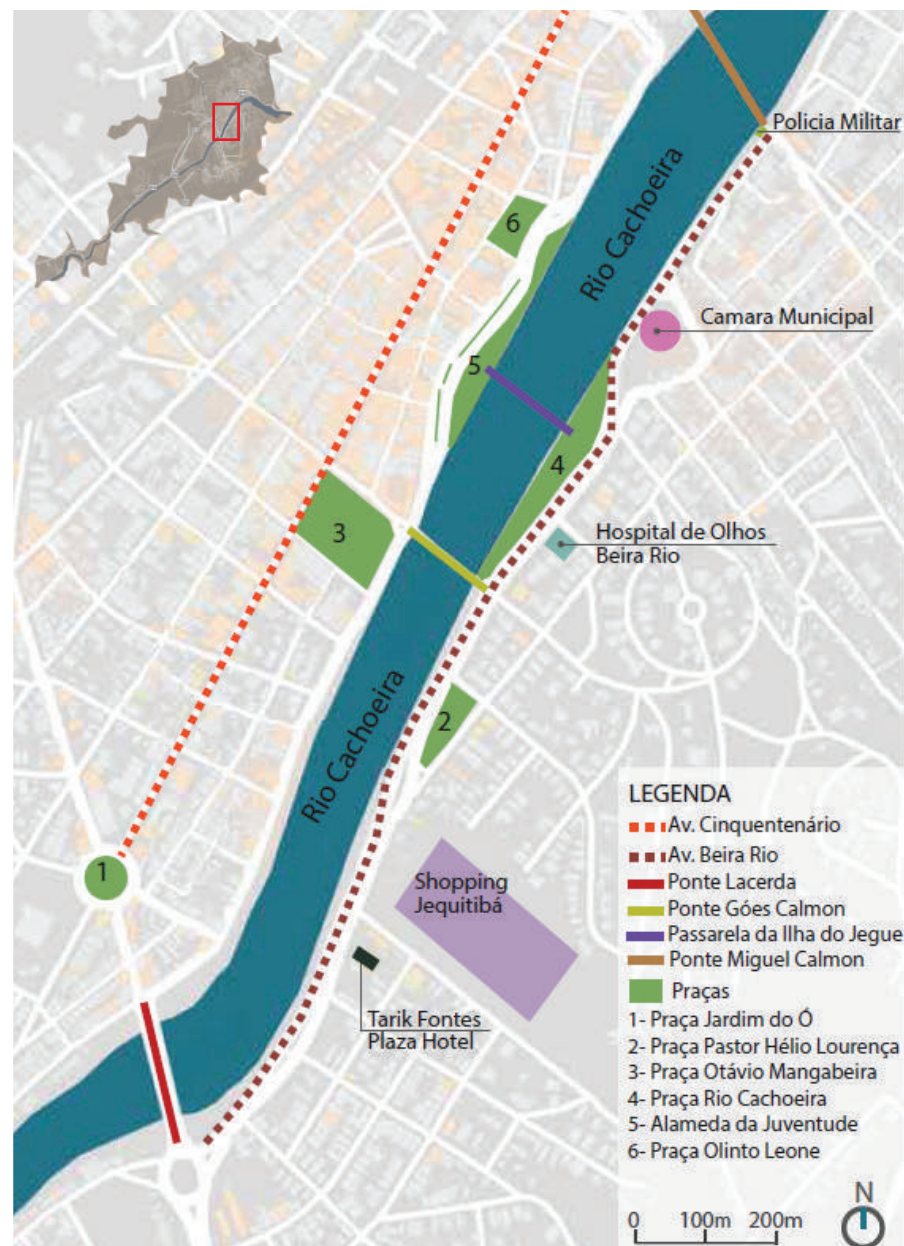 Policia Militar
Rio Cachoeira
6
Camara Municipal
5
4
3
Hospital de Olhos
Beira Rio
Rio Cachoeira
2
1
Shopping
Jequitibá
Tarik Fontes
Plaza Hotel
LEGENDA
Av. Cinquentenário
Av. Beira Rio
Ponte Lacerda
Ponte Góes Calmon
Passarela da Ilha do Jegue
Ponte Miguel Calmon
Praças
1- Praça Jardim do Ó
2- Praça Pastor Hélio Lourença
3- Praça Otávio Mangabeira
4- Praça Rio Cachoeira
5- Alameda da Juventude
6- Praça Olinto Leone
N
0 100m 200m